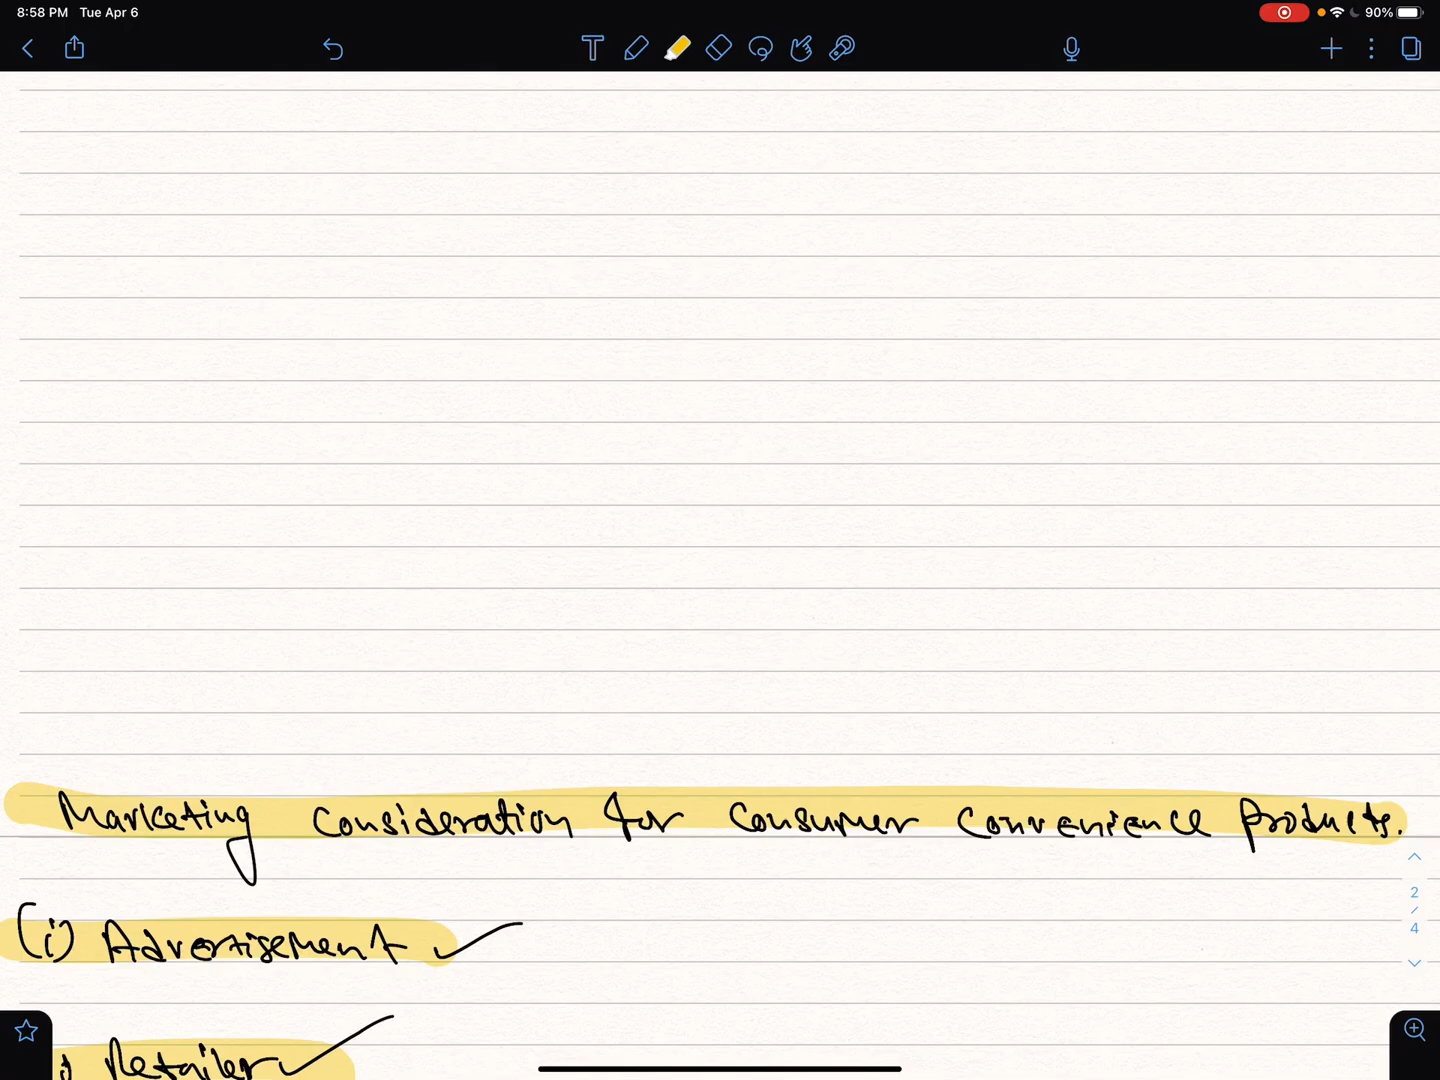 8:58 PM Tue Apr 6 90%
Marketing consideration for consumer convenience products.
2
/
4
(i) Advertisement ✓
) Retailer ✓